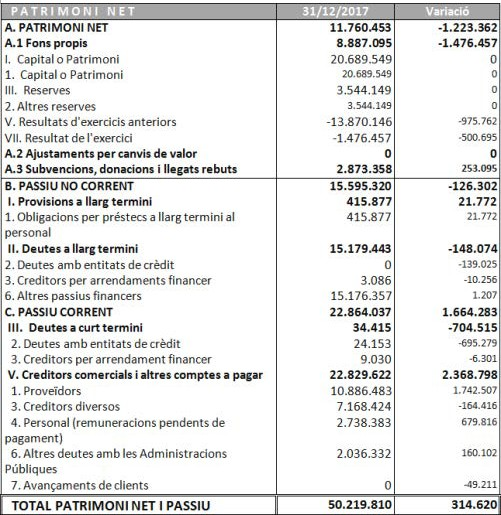 PATRIMONI NET 31/12/2017 Variació
A. PATRIMONI NET 11.760.453 -1.223.362
A.1 Fons propis 8.887.095 -1.476.457
I. Capital o Patrimoni 20.689.549 0
1. Capital o Patrimoni 20.689.549 0
III. Reserves 3.544.149 0
2. Altres reserves 3.544.149 0
V. Resultats d'exercicis anteriors -13.870.146 -975.762
VII. Resultat de l'exercici -1.476.457 -500.695
A.2 Ajustaments per canvis de valor 0 0
A.3 Subvencions, donacions i llegats rebuts 2.873.358 253.095
B. PASSIU NO CORRENT 15.595.320 -126.302
I. Provisions a llarg termini 415.877 21.772
1. Obligacions per préstecs a llarg termini al 415.877 21.772
personal
II. Deutes a llarg termini 15.179.443 -148.074
2. Deutes amb entitats de crèdit 0 -139.025
3. Creditors per arrendaments financer 3.086 -10.256
6. Altres passius financers 15.176.357 1.207
C. PASSIU CORRENT 22.864.037 1.664.283
III. Deutes a curt termini 34.415 -704.515
2. Deutes amb entitats de crèdit 24.153 -695.279
3. Creditors per arrendament financer 9.030 -6.301
V. Creditors comercials i altres comptes a pagar 22.829.622 2.368.798
1. Proveïdors 10.886.483 1.742.507
3. Creditors diversos 7.168.424 -164.416
4. Personal (remuneracions pendents de 2.738.383 679.816
pagament)
6. Altres deutes amb les Administracions 2.036.332 160.102
Públiques
7. Avançaments de clients 0 -49.211
TOTAL PATRIMONI NET I PASSIU 50.219.810 314.620